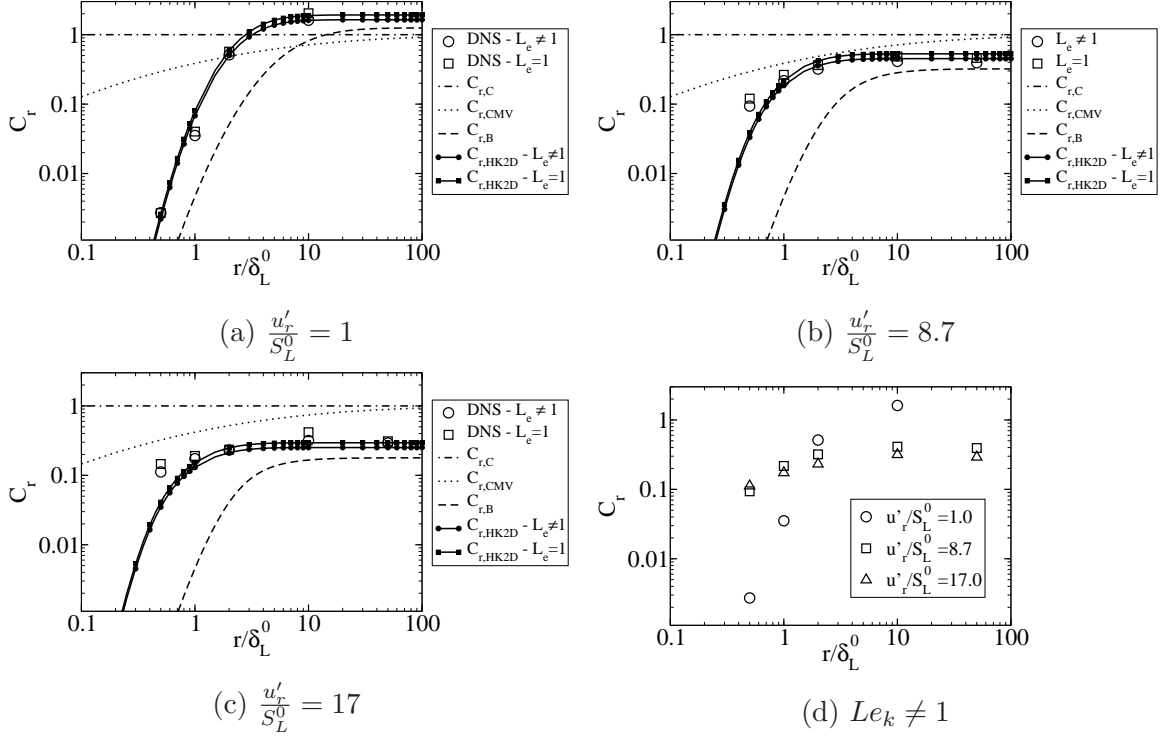 1
0.1
0.01
C_r
0.1
1
10
100
r/δ_L^0
DNS - L_e ≠ 1
DNS - L_e=1
C_r,C
C_r,CMV
C_r,B
C_r,HK2D - L_e≠1
C_r,HK2D - L_e=1
(a) u'_r/S_L^0 = 1
1
0.1
0.01
C_r
0.1
1
10
100
r/δ_L^0
L_e ≠ 1
L_e=1
C_r,C
C_r,CMV
C_r,B
C_r,HK2D - L_e≠1
C_r,HK2D - L_e=1
(b) u'_r/S_L^0 = 8.7
1
0.1
0.01
C_r
0.1
1
10
100
r/δ_L^0
DNS - L_e ≠ 1
DNS - L_e=1
C_r,C
C_r,CMV
C_r,B
C_r,HK2D - L_e≠1
C_r,HK2D - L_e=1
(c) u'_r/S_L^0 = 17
1
0.1
0.01
C_r
0.1
1
10
100
r/δ_L^0
u'_r/S_L^0 =1.0
u'_r/S_L^0 =8.7
u'_r/S_L^0 =17.0
(d) Le_k ≠ 1